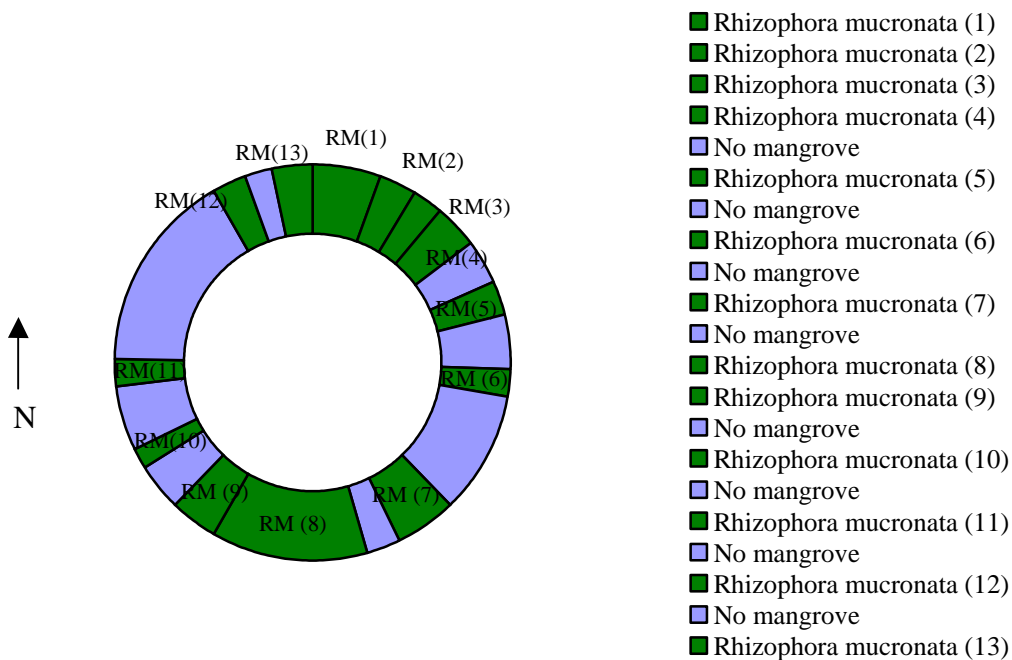 RM(1)
RM(13)
RM(2)
RM(12)
RM(3)
RM(4)
RM(5)
RM(11)
RM (6)
N
RM(10)
RM (9)
RM (7)
RM (8)
Rhizophora mucronata (1)
Rhizophora mucronata (2)
Rhizophora mucronata (3)
Rhizophora mucronata (4)
No mangrove
Rhizophora mucronata (5)
No mangrove
Rhizophora mucronata (6)
No mangrove
Rhizophora mucronata (7)
No mangrove
Rhizophora mucronata (8)
Rhizophora mucronata (9)
No mangrove
Rhizophora mucronata (10)
No mangrove
Rhizophora mucronata (11)
No mangrove
Rhizophora mucronata (12)
No mangrove
Rhizophora mucronata (13)